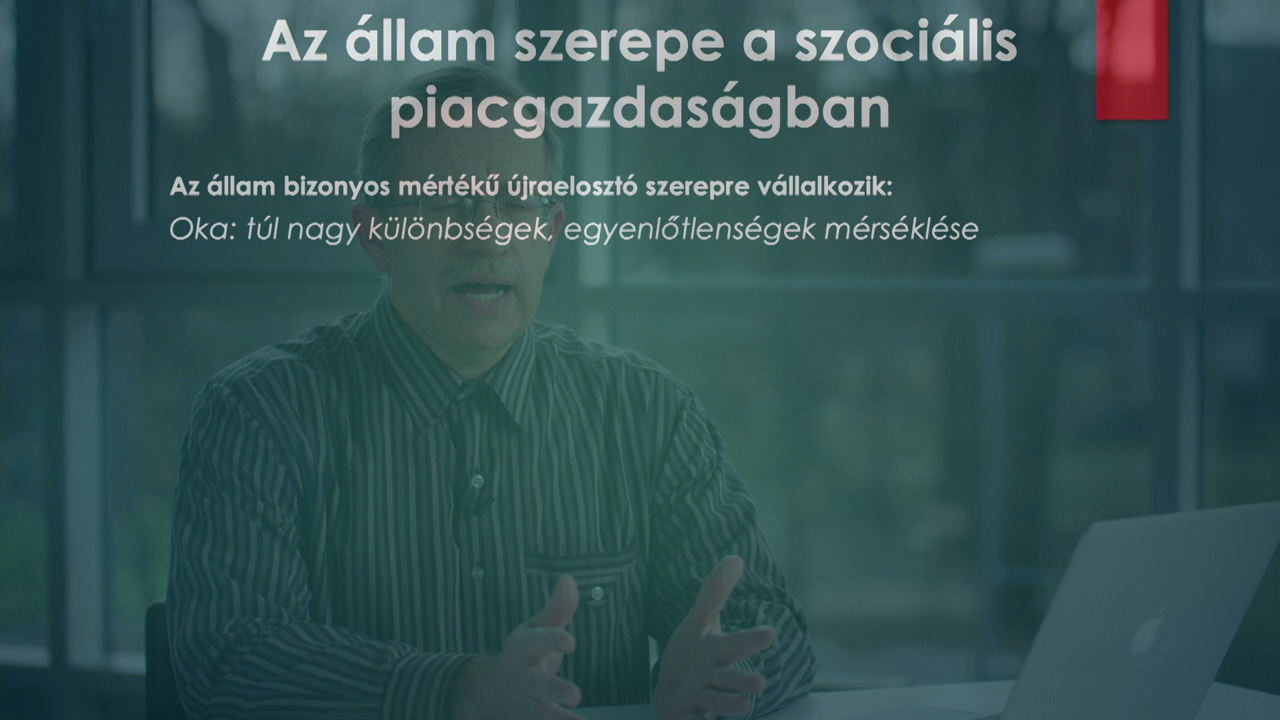 Az állam szerepe a szociális
piacgazdaságban
Az állam bizonyos mértékű újraelosztó szerepre vállalkozik:
Oka: túl nagy különbségek, egyenlőtlenségek mérséklése